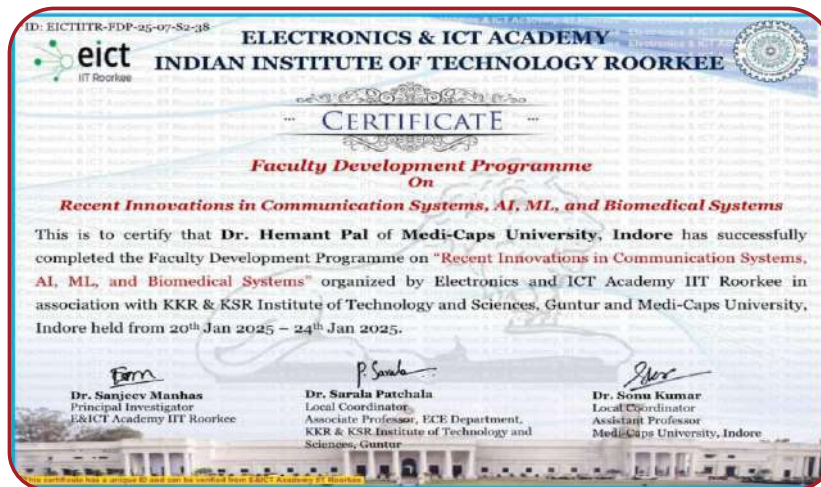 ID: EICTIITR-FDP-25-07-S2-38
eict
IIT Roorkee
ELECTRONICS & ICT ACADEMY
INDIAN INSTITUTE OF TECHNOLOGY ROORKEE
CERTIFICATE
Faculty Development Programme
On
Recent Innovations in Communication Systems, AI, ML, and Biomedical Systems
This is to certify that Dr. Hemant Pal of Medi-Caps University, Indore has successfully
completed the Faculty Development Programme on "Recent Innovations in Communication Systems,
AI, ML, and Biomedical Systems" organized by Electronics and ICT Academy IIT Roorkee in
association with KKR & KSR Institute of Technology and Sciences, Guntur and Medi-Caps University,
Indore held from 20th Jan 2025 – 24th Jan 2025.
P. Sarala
Dr. Sanjeev Manhas
Principal Investigator
E&ICT Academy IIT Roorkee
Dr. Sarala Patchala
Local Coordinator
Associate Professor, ECE Department,
KKR & KSR Institute of Technology and
Sciences, Guntur
Dr. Sonu Kumar
Local Coordinator
Assistant Professor
Medi-Caps University, Indore
This certificate has a unique ID and can be verified from E&ICT Academy IIT Roorkee